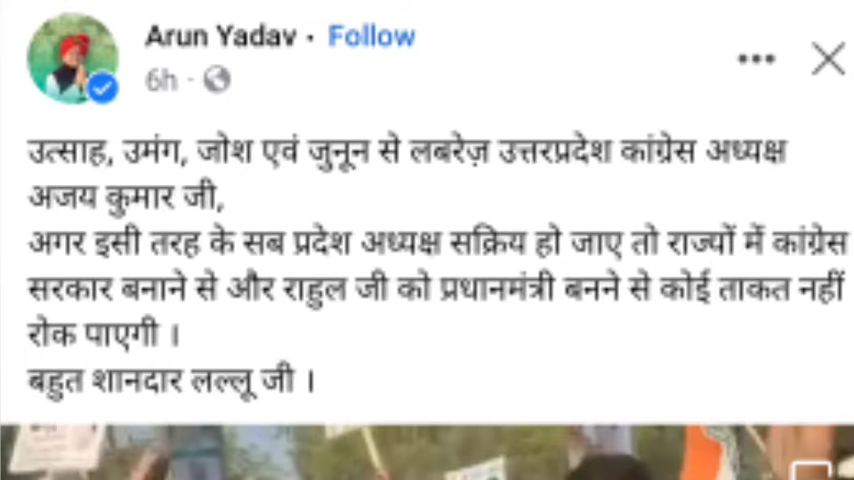 Arun Yadav · Follow
6h ·
उत्साह, उमंग, जोश एवं जुनून से लबरेज़ उत्तरप्रदेश कांग्रेस अध्यक्ष
अजय कुमार जी,
अगर इसी तरह के सब प्रदेश अध्यक्ष सक्रिय हो जाए तो राज्यों में कांग्रेस
सरकार बनाने से और राहुल जी को प्रधानमंत्री बनने से कोई ताकत नहीं
रोक पाएगी ।
बहुत शानदार लल्लू जी ।